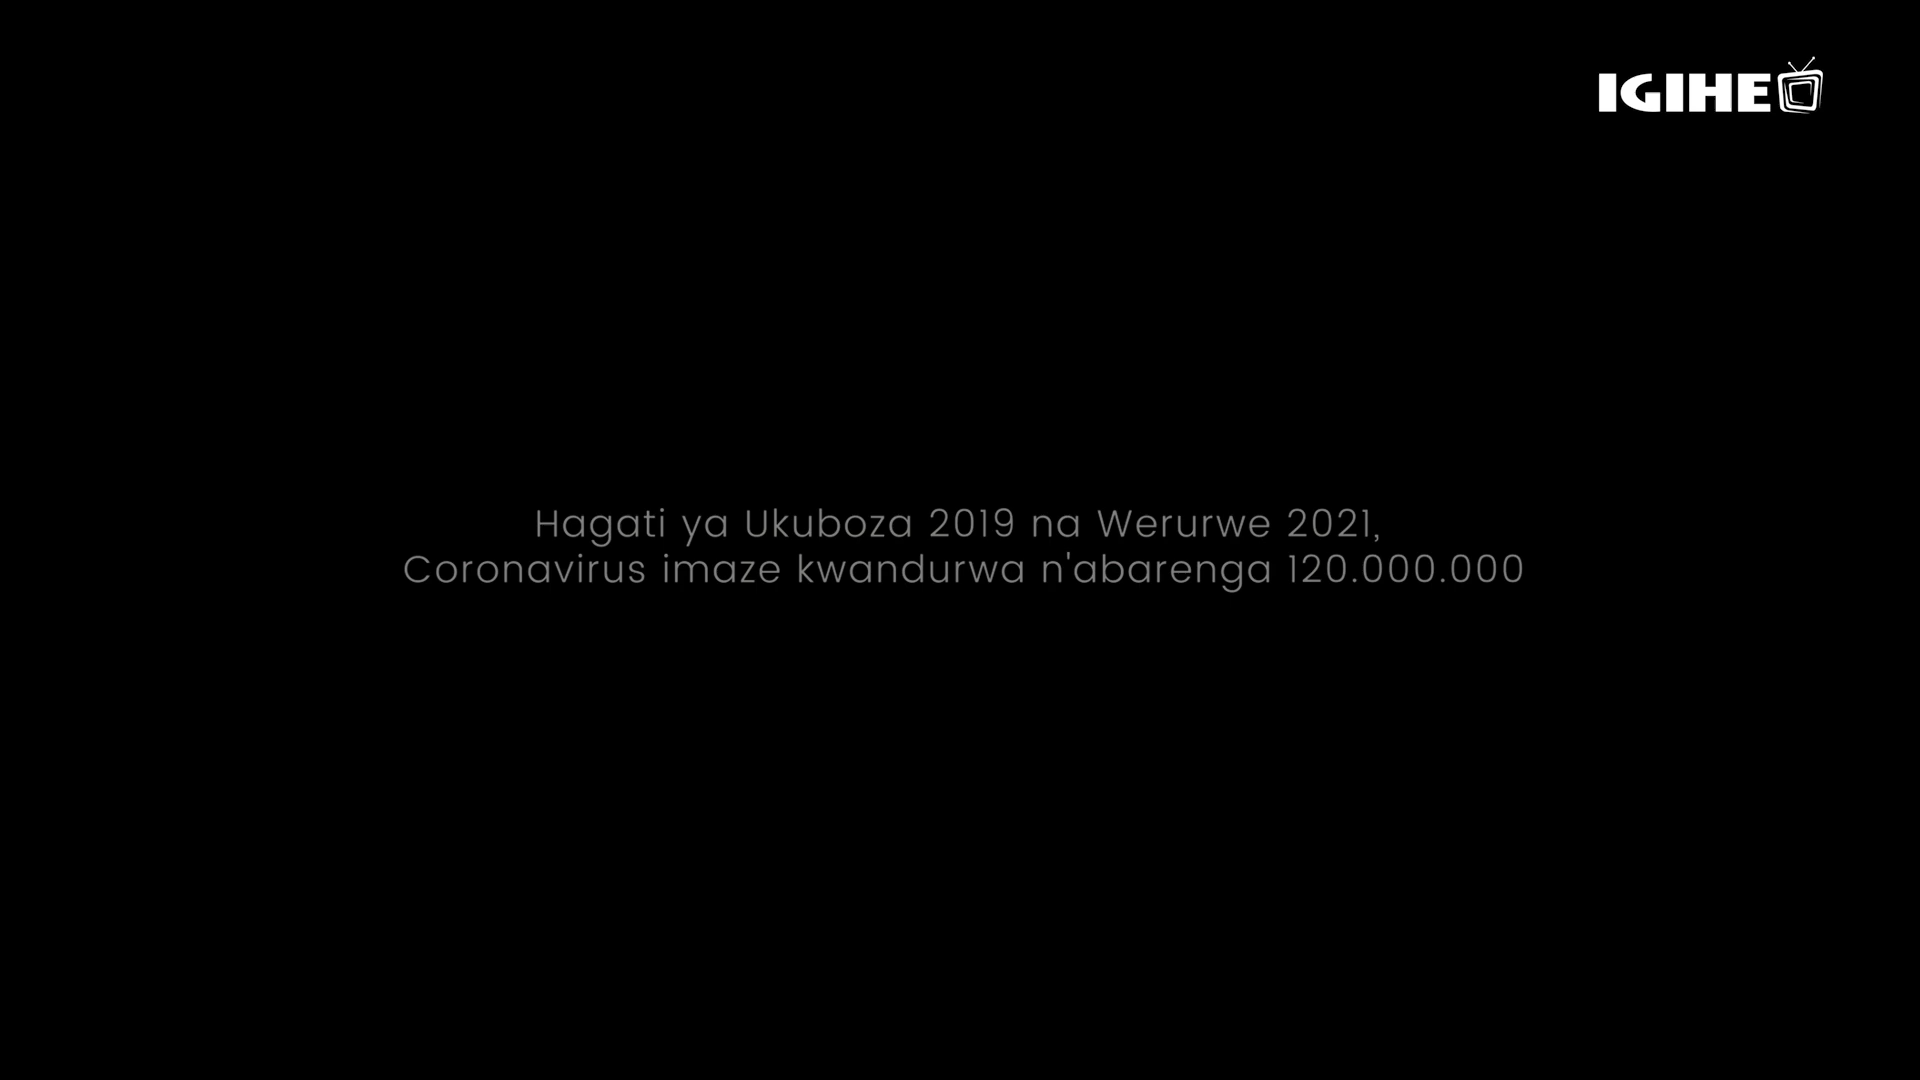 IGIHE
Hagati ya Ukuboza 2019 na Werurwe 2021,
Coronavirus imaze kwandurwa n'abarenga 120.000.000